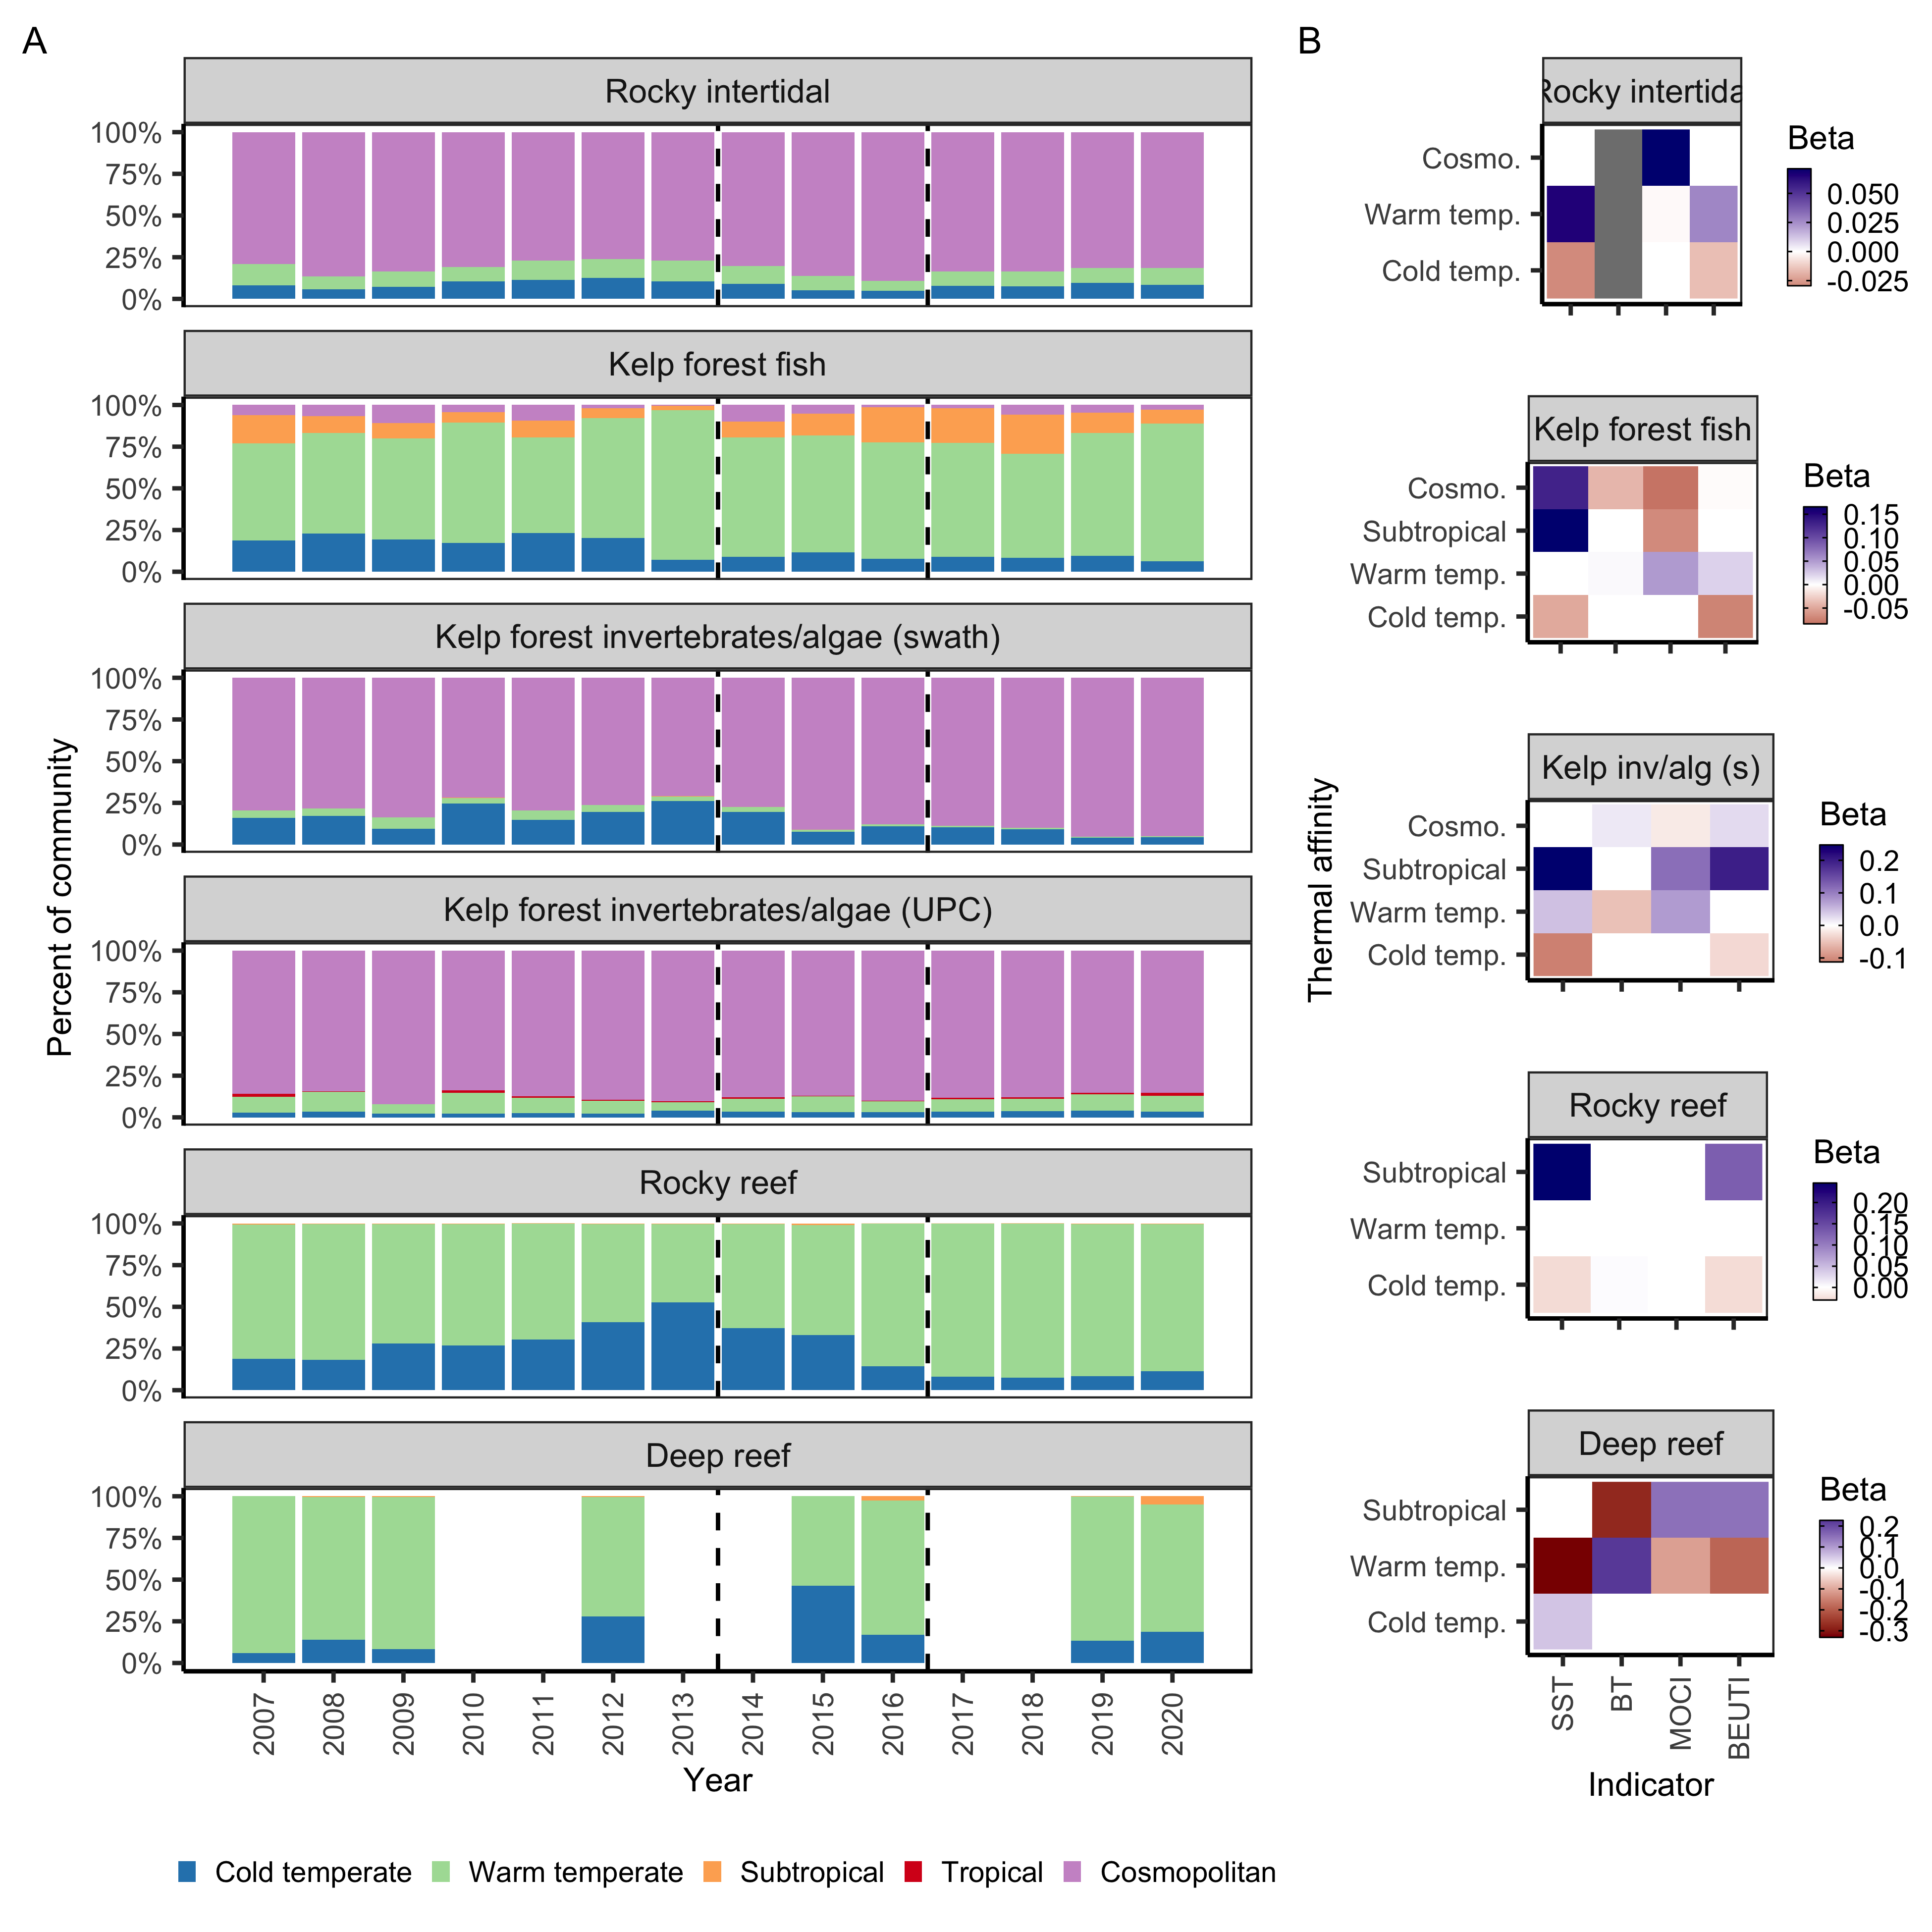 A
Rocky intertidal
100%
75%
50%
25%
0%
Kelp forest fish
100%
75%
50%
25%
0%
Kelp forest invertebrates/algae (swath)
100%
75%
50%
25%
0%
Kelp forest invertebrates/algae (UPC)
100%
75%
50%
25%
0%
Rocky reef
100%
75%
50%
25%
0%
Deep reef
100%
75%
50%
25%
0%
Percent of community
2007 2008 2009 2010 2011 2012 2013 2014 2015 2016 2017 2018 2019 2020
Year
Cold temperate Warm temperate Subtropical Tropical Cosmopolitan
B
Rocky intertida
Cosmo.
Warm temp.
Cold temp.
Beta
0.050
0.025
0.000
-0.025
Kelp forest fish
Cosmo.
Subtropical
Warm temp.
Cold temp.
Beta
0.15
0.10
0.05
0.00
-0.05
Kelp inv/alg (s)
Cosmo.
Subtropical
Warm temp.
Cold temp.
Beta
0.2
0.1
0.0
-0.1
Rocky reef
Subtropical
Warm temp.
Cold temp.
Beta
0.20
0.15
0.10
0.05
0.00
Deep reef
Subtropical
Warm temp.
Cold temp.
Beta
0.2
0.1
0.0
-0.1
-0.2
-0.3
Thermal affinity
SST BT MOCI BEUTI
Indicator